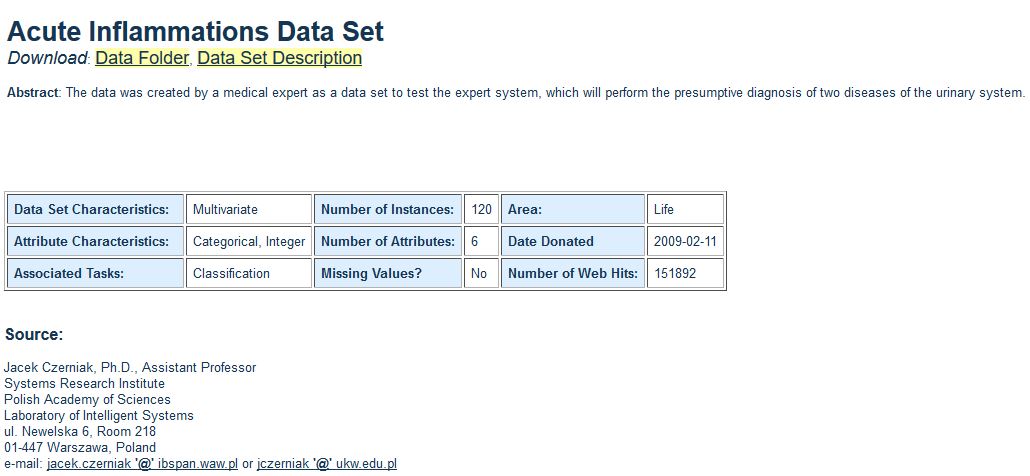 Acute Inflammations Data Set
Download: Data Folder, Data Set Description
Abstract: The data was created by a medical expert as a data set to test the expert system, which will perform the presumptive diagnosis of two diseases of the urinary system.
Data Set Characteristics: Multivariate Number of Instances: 120 Area: Life
Attribute Characteristics: Categorical, Integer Number of Attributes: 6 Date Donated 2009-02-11
Associated Tasks: Classification Missing Values? No Number of Web Hits: 151892
Source:
Jacek Czerniak, Ph.D., Assistant Professor
Systems Research Institute
Polish Academy of Sciences
Laboratory of Intelligent Systems
ul. Newelska 6, Room 218
01-447 Warszawa, Poland
e-mail: jacek.czerniak '@' ibspan.waw.pl or jczerniak '@' ukw.edu.pl